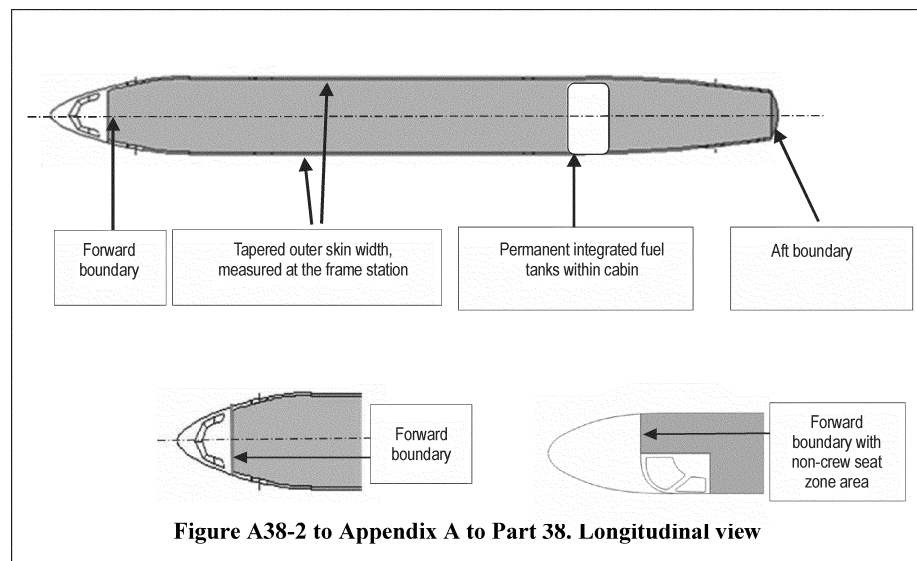 Forward
boundary
Tapered outer skin width,
measured at the frame station
Permanent integrated fuel
tanks within cabin
Aft boundary
Forward
boundary
Forward
boundary with
non-crew seat
zone area
Figure A38-2 to Appendix A to Part 38. Longitudinal view